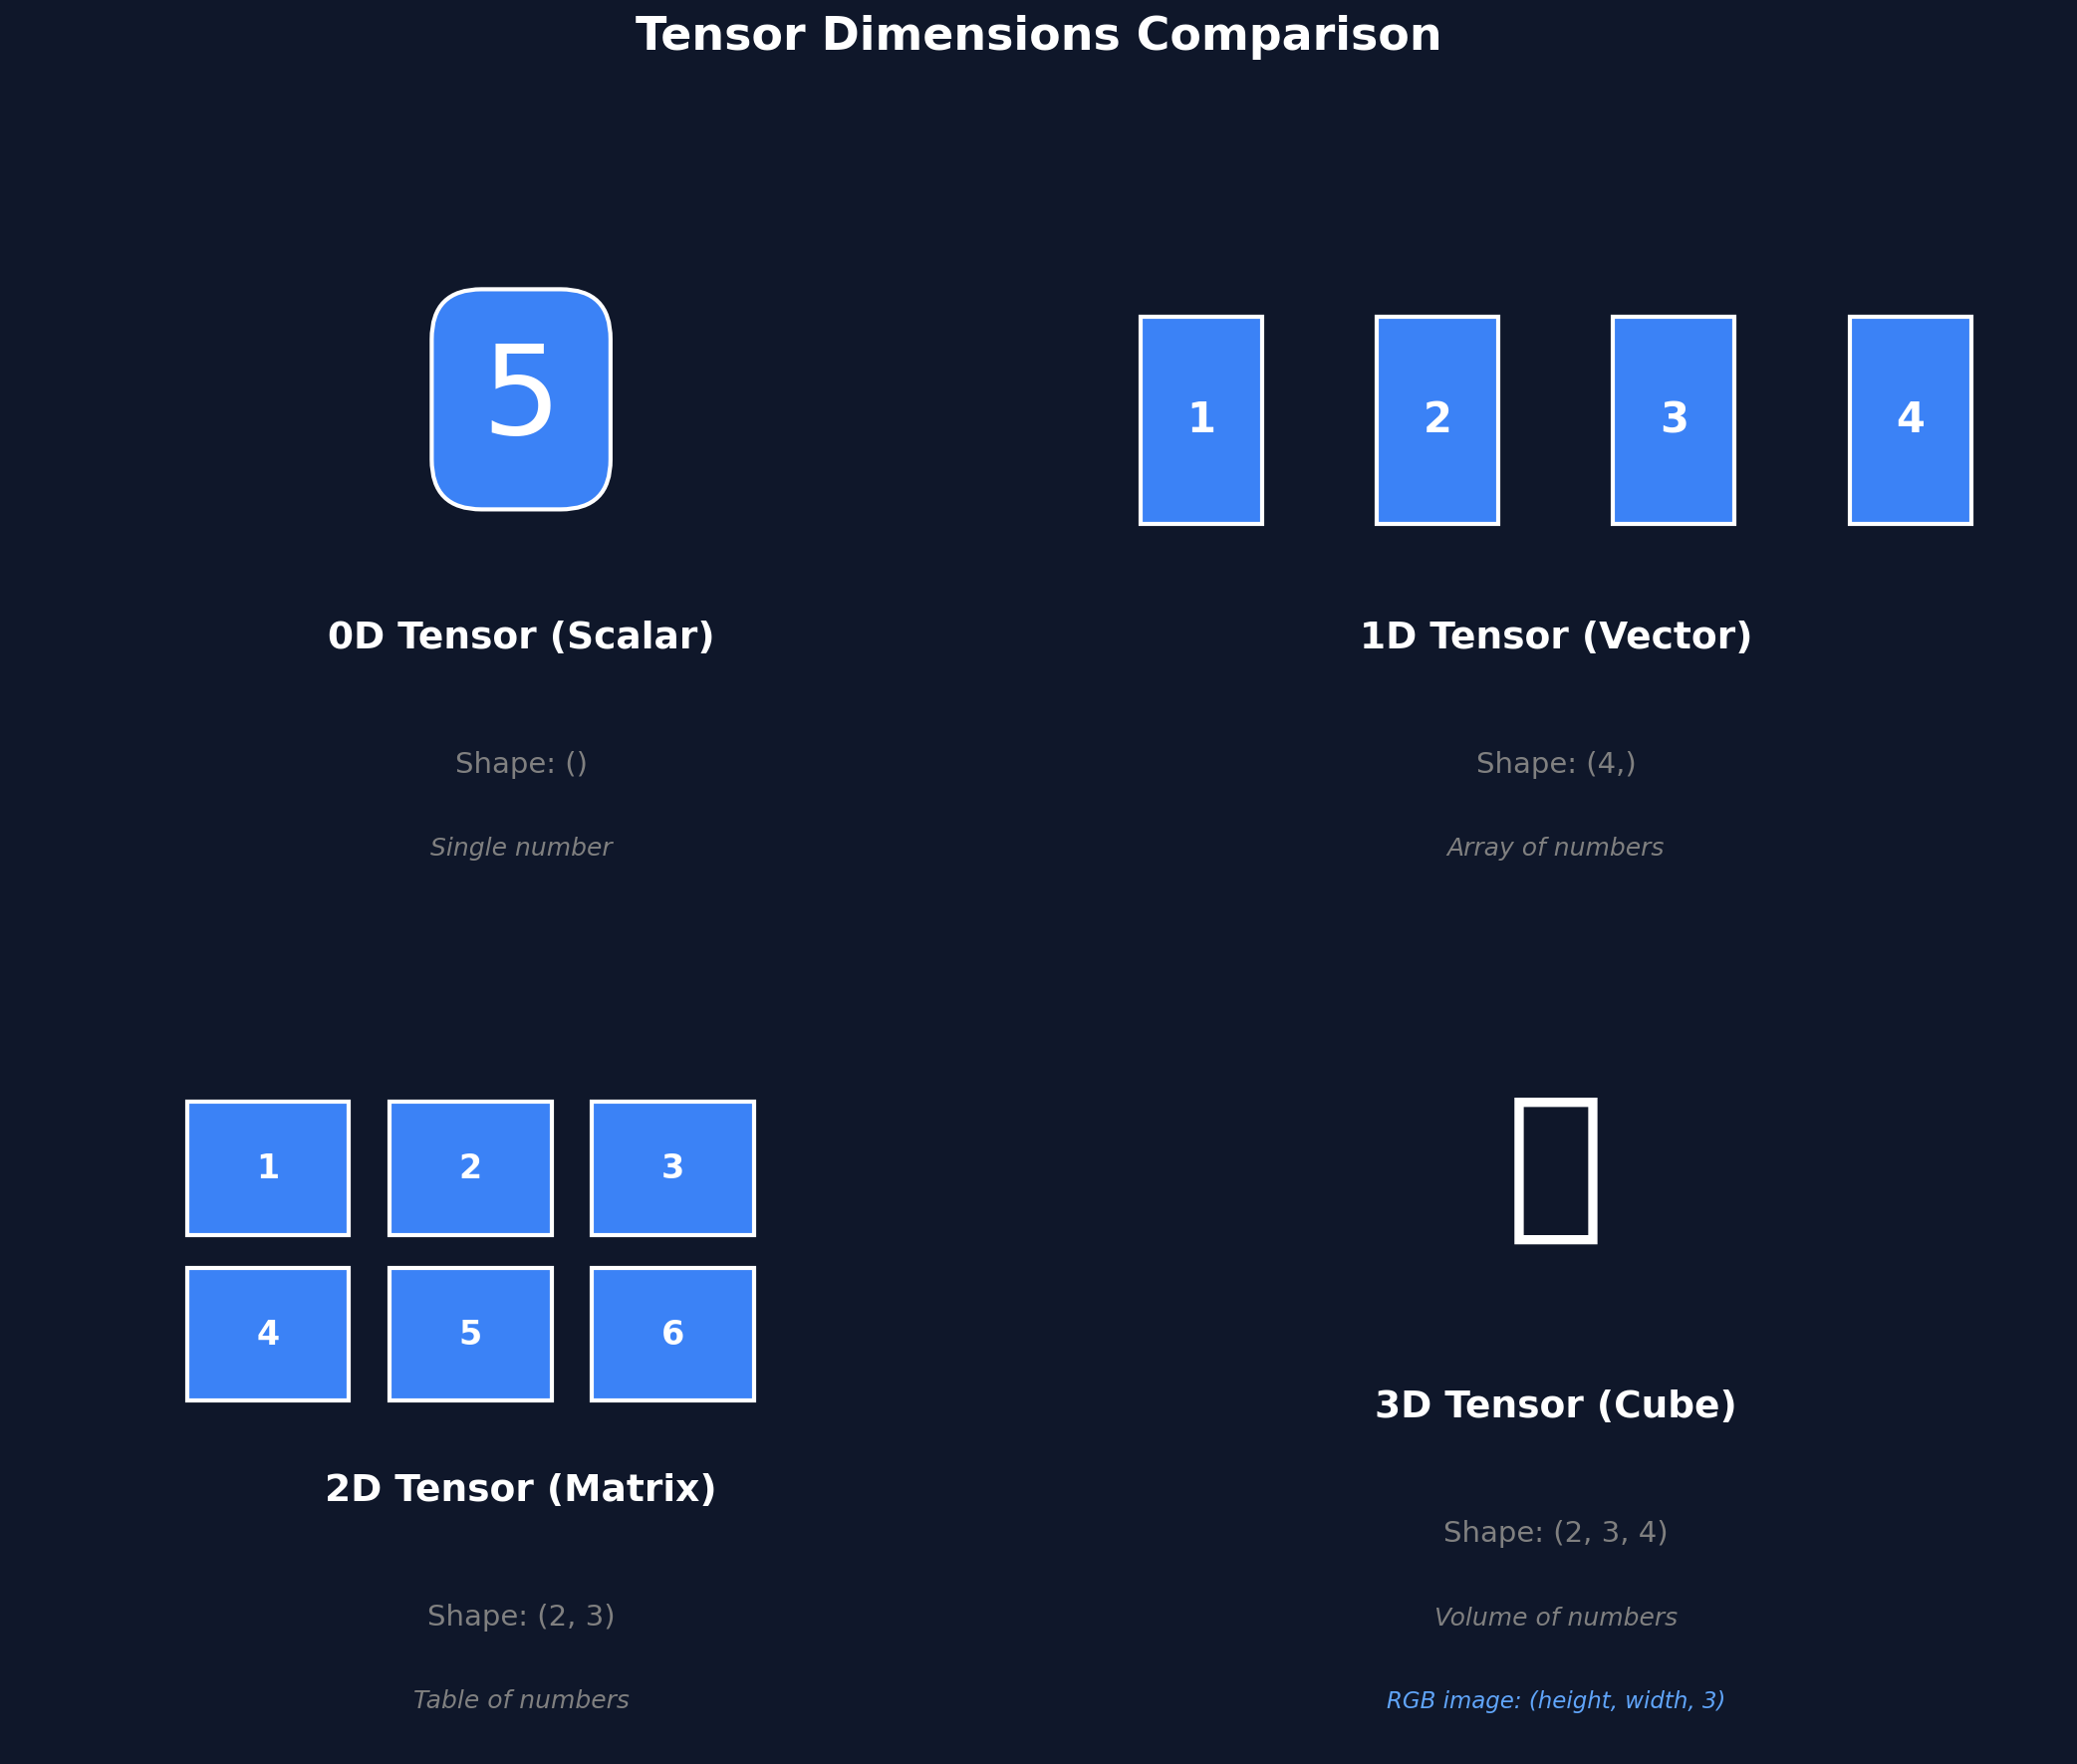 Tensor Dimensions Comparison
5
0D Tensor (Scalar)
Shape: ()
Single number
1 2 3 4
1D Tensor (Vector)
Shape: (4,)
Array of numbers
1 2 3
4 5 6
2D Tensor (Matrix)
Shape: (2, 3)
Table of numbers
3D Tensor (Cube)
Shape: (2, 3, 4)
Volume of numbers
RGB image: (height, width, 3)